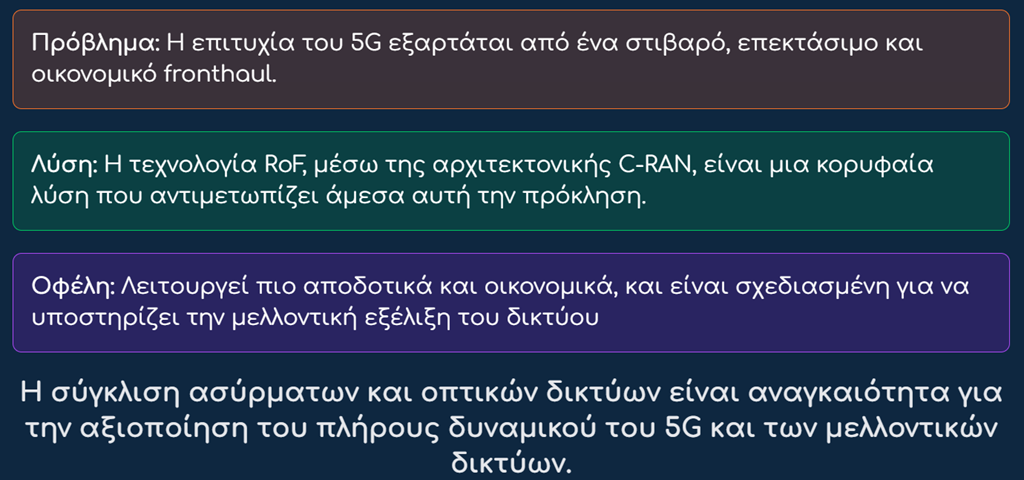 Πρόβλημα: Η επιτυχία του 5G εξαρτάται από ένα στιβαρό, επεκτάσιμο και
οικονομικό fronthaul.
Λύση: Η τεχνολογία RoF, μέσω της αρχιτεκτονικής C-RAN, είναι μια κορυφαία
λύση που αντιμετωπίζει άμεσα αυτή την πρόκληση.
Οφέλη: Λειτουργεί πιο αποδοτικά και οικονομικά, και είναι σχεδιασμένη για να
υποστηρίζει την μελλοντική εξέλιξη του δικτύου
Η σύγκλιση ασύρματων και οπτικών δικτύων είναι αναγκαιότητα για
την αξιοποίηση του πλήρους δυναμικού του 5G και των μελλοντικών
δικτύων.